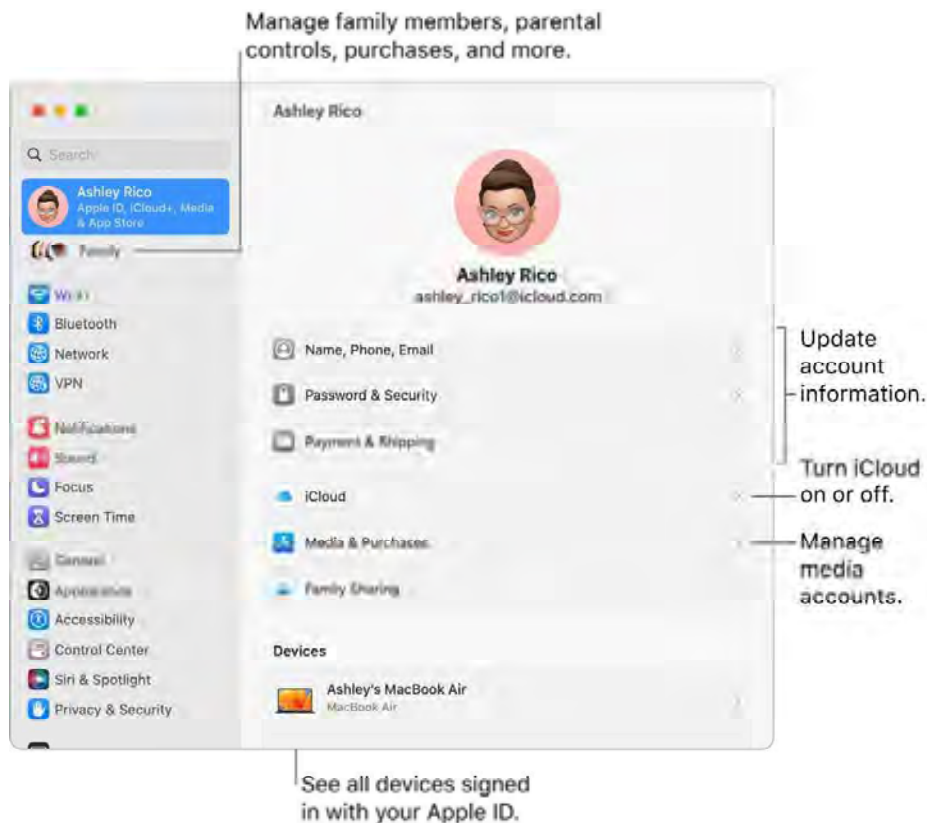 Manage family members, parental
controls, purchases, and more.
Ashley Rico
Search
Ashley Rico
Apple ID, iCloud+, Media
& App Store
Family
Wi-Fi
Bluetooth
Network
VPN
Notifications
Sound
Focus
Screen Time
General
Appearance
Accessibility
Control Center
Siri & Spotlight
Privacy & Security
Ashley Rico
ashley_rico1@icloud.com
Name, Phone, Email
Password & Security
Payment & Shipping
iCloud
Media & Purchases
Family Sharing
Devices
Ashley's MacBook Air
MacBook Air
Update
account
information.
Turn iCloud
on or off.
Manage
media
accounts.
See all devices signed
in with your Apple ID.